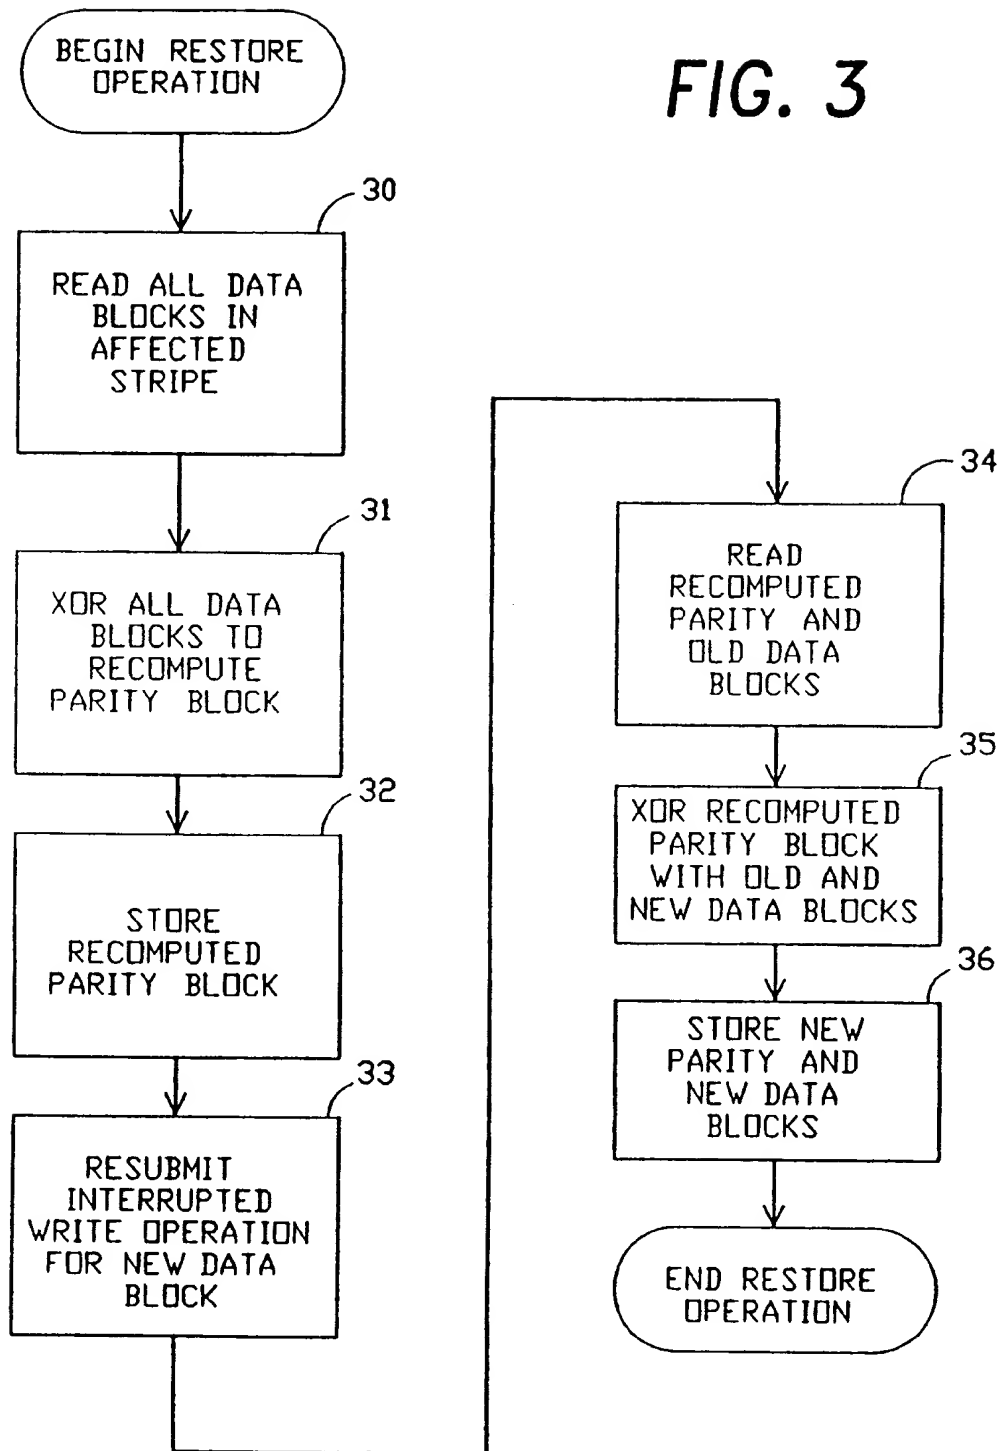 FIG. 3
BEGIN RESTORE
OPERATION
30
READ ALL DATA
BLOCKS IN
AFFECTED
STRIPE
31
XOR ALL DATA
BLOCKS TO
RECOMPUTE
PARITY BLOCK
32
STORE
RECOMPUTED
PARITY BLOCK
33
RESUBMIT
INTERRUPTED
WRITE OPERATION
FOR NEW DATA
BLOCK
34
READ
RECOMPUTED
PARITY AND
OLD DATA
BLOCKS
35
XOR RECOMPUTED
PARITY BLOCK
WITH OLD AND
NEW DATA BLOCKS
36
STORE NEW
PARITY AND
NEW DATA
BLOCKS
END RESTORE
OPERATION